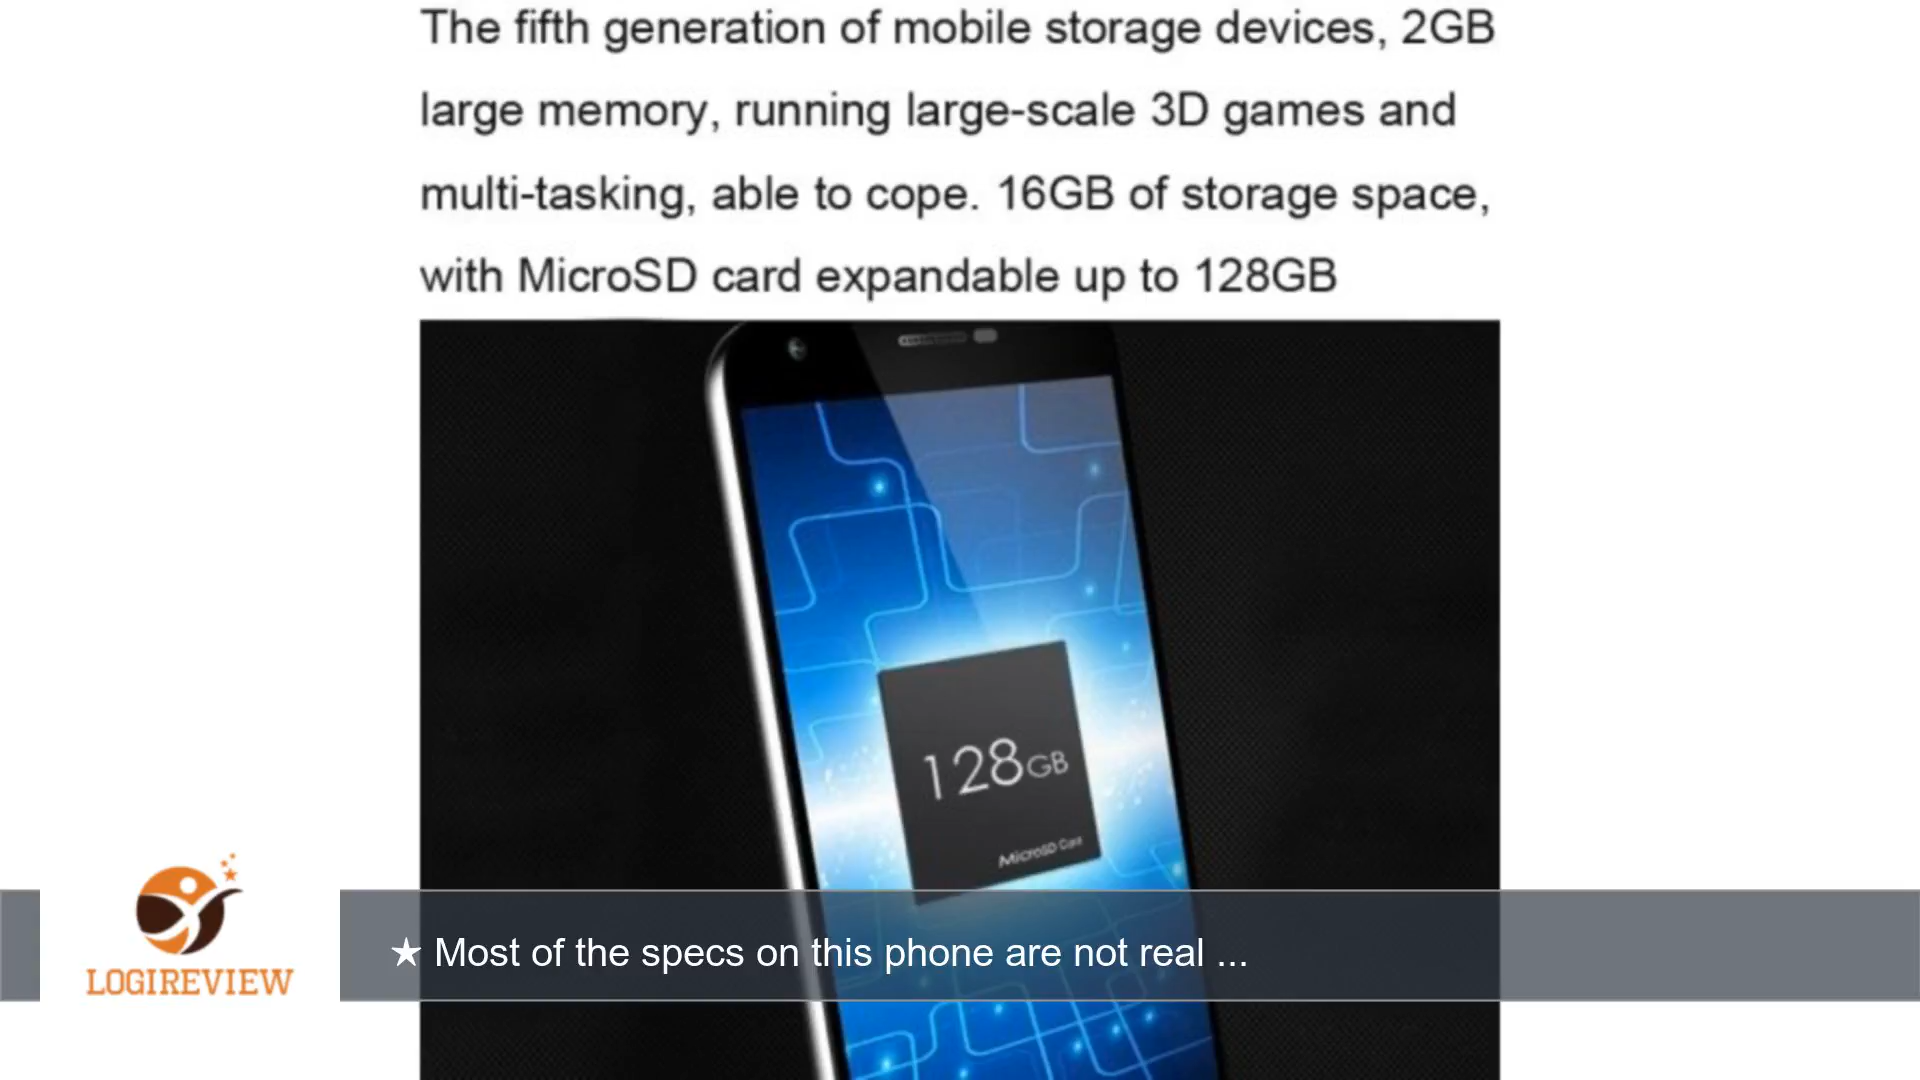 The fifth generation of mobile storage devices, 2GB
large memory, running large-scale 3D games and
multi-tasking, able to cope. 16GB of storage space,
with MicroSD card expandable up to 128GB
128GB
MicroSD Card
LOGIREVIEW
★ Most of the specs on this phone are not real ...